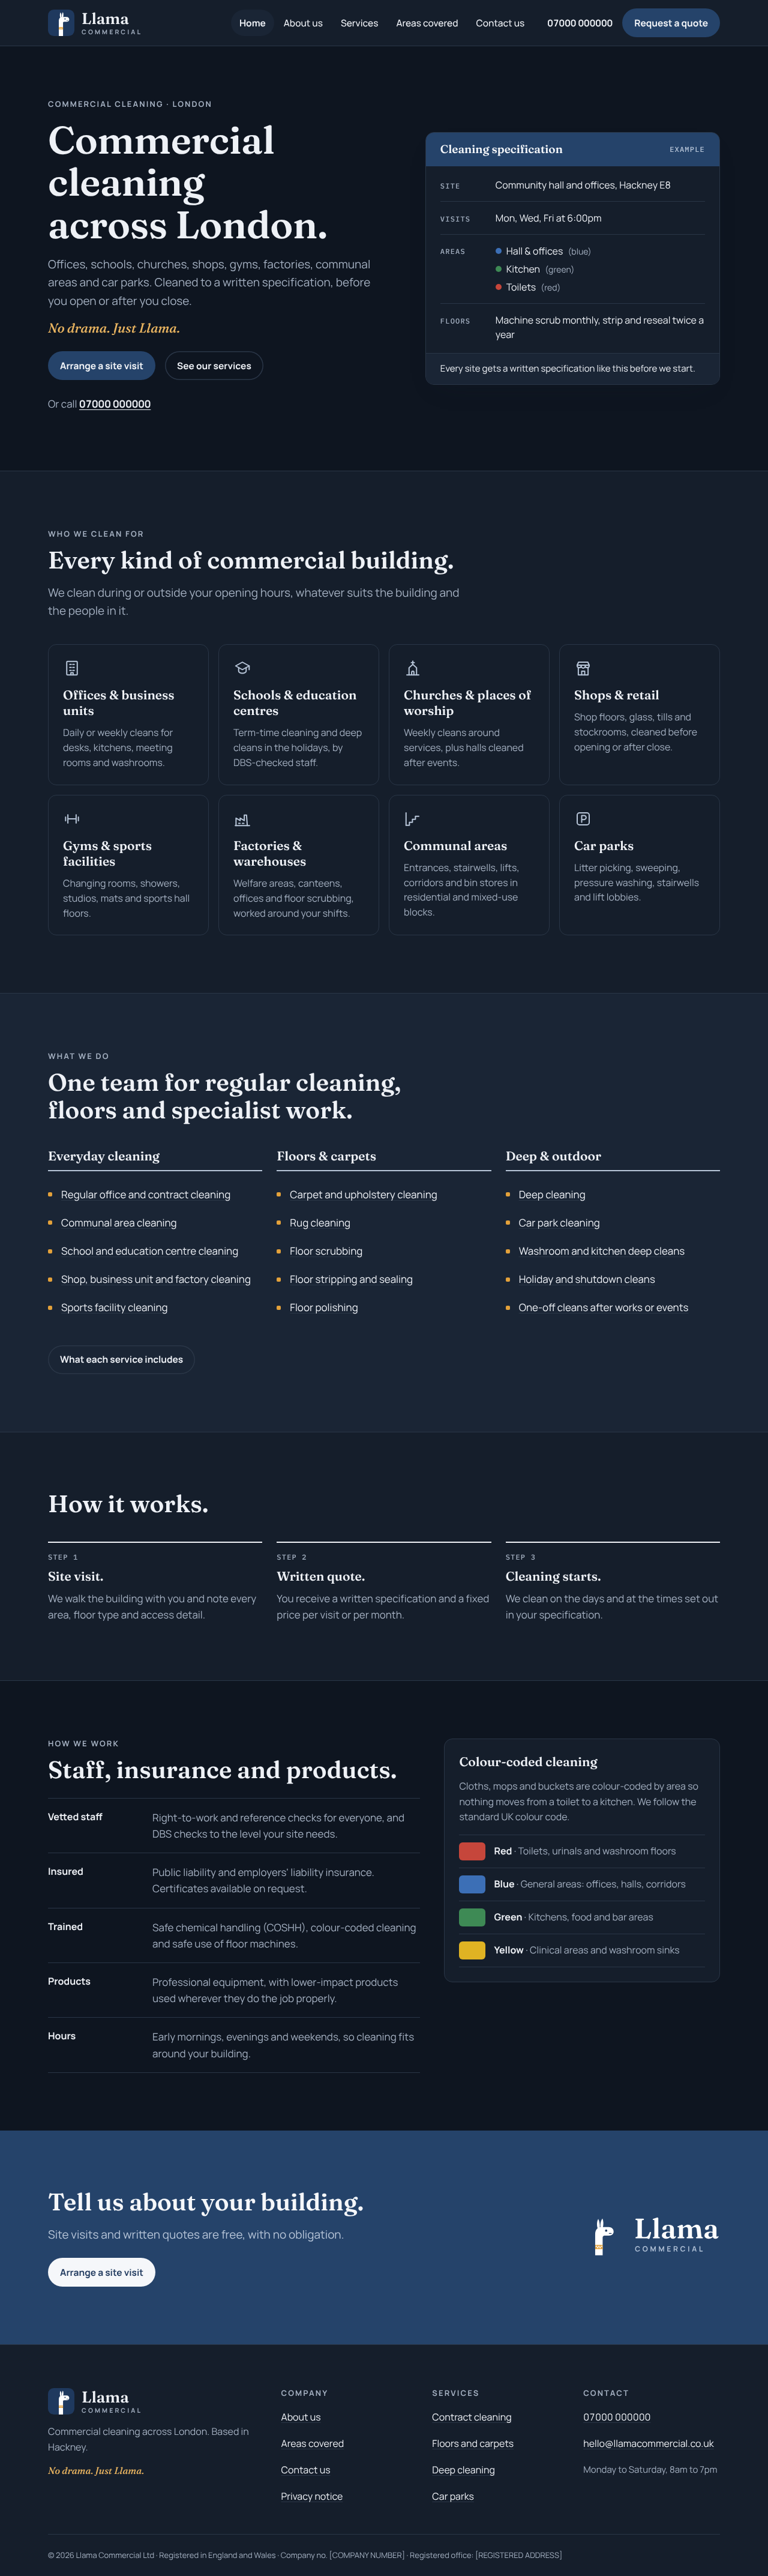 Llama
COMMERCIAL
Home
About us
Services
Areas covered
Contact us
07000 000000
Request a quote
COMMERCIAL CLEANING · LONDON
Commercial
cleaning
across London.
Offices, schools, churches, shops, gyms, factories, communal
areas and car parks. Cleaned to a written specification, before
you open or after you close.
No drama. Just Llama.
Arrange a site visit
See our services
Or call 07000 000000
Cleaning specification
EXAMPLE
SITE
Community hall and offices, Hackney E8
VISITS
Mon, Wed, Fri at 6:00pm
AREAS
Hall & offices (blue)
Kitchen (green)
Toilets (red)
FLOORS
Machine scrub monthly, strip and reseal twice a
year
Every site gets a written specification like this before we start.
WHO WE CLEAN FOR
Every kind of commercial building.
We clean during or outside your opening hours, whatever suits the building and
the people in it.
Offices & business
units
Daily or weekly cleans for
desks, kitchens, meeting
rooms and washrooms.
Schools & education
centres
Term-time cleaning and deep
cleans in the holidays, by
DBS-checked staff.
Churches & places of
worship
Weekly cleans around
services, plus halls cleaned
after events.
Shops & retail
Shop floors, glass, tills and
stockrooms, cleaned before
opening or after close.
Gyms & sports
facilities
Changing rooms, showers,
studios, mats and sports hall
floors.
Factories &
warehouses
Welfare areas, canteens,
offices and floor scrubbing,
worked around your shifts.
Communal areas
Entrances, stairwells, lifts,
corridors and bin stores in
residential and mixed-use
blocks.
P
Car parks
Litter picking, sweeping,
pressure washing, stairwells
and lift lobbies.
WHAT WE DO
One team for regular cleaning,
floors and specialist work.
Everyday cleaning
Regular office and contract cleaning
Communal area cleaning
School and education centre cleaning
Shop, business unit and factory cleaning
Sports facility cleaning
Floors & carpets
Carpet and upholstery cleaning
Rug cleaning
Floor scrubbing
Floor stripping and sealing
Floor polishing
Deep & outdoor
Deep cleaning
Car park cleaning
Washroom and kitchen deep cleans
Holiday and shutdown cleans
One-off cleans after works or events
What each service includes
How it works.
STEP 1
Site visit.
We walk the building with you and note every
area, floor type and access detail.
STEP 2
Written quote.
You receive a written specification and a fixed
price per visit or per month.
STEP 3
Cleaning starts.
We clean on the days and at the times set out
in your specification.
HOW WE WORK
Staff, insurance and products.
Vetted staff
Right-to-work and reference checks for everyone, and
DBS checks to the level your site needs.
Insured
Public liability and employers' liability insurance.
Certificates available on request.
Trained
Safe chemical handling (COSHH), colour-coded cleaning
and safe use of floor machines.
Products
Professional equipment, with lower-impact products
used wherever they do the job properly.
Hours
Early mornings, evenings and weekends, so cleaning fits
around your building.
Colour-coded cleaning
Cloths, mops and buckets are colour-coded by area so
nothing moves from a toilet to a kitchen. We follow the
standard UK colour code.
Red · Toilets, urinals and washroom floors
Blue · General areas: offices, halls, corridors
Green · Kitchens, food and bar areas
Yellow · Clinical areas and washroom sinks
Tell us about your building.
Site visits and written quotes are free, with no obligation.
Arrange a site visit
Llama
COMMERCIAL
Llama
COMMERCIAL
Commercial cleaning across London. Based in
Hackney.
No drama. Just Llama.
COMPANY
About us
Areas covered
Contact us
Privacy notice
SERVICES
Contract cleaning
Floors and carpets
Deep cleaning
Car parks
CONTACT
07000 000000
hello@llamacommercial.co.uk
Monday to Saturday, 8am to 7pm
© 2026 Llama Commercial Ltd · Registered in England and Wales · Company no. [COMPANY NUMBER] · Registered office: [REGISTERED ADDRESS]